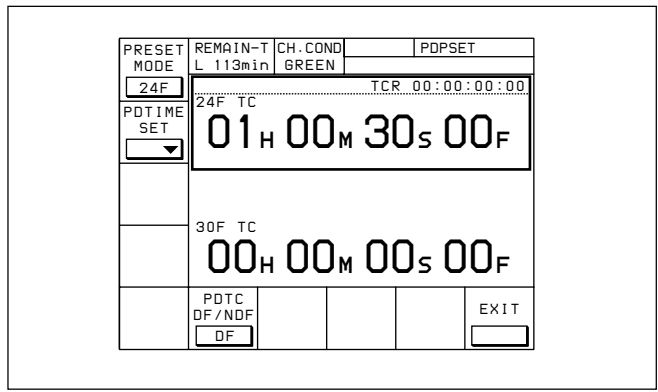 PRESET MODE
24F
PDTIME SET
REMAIN-T
L 113min
CH.COND
GREEN
PDPSET
TCR 00:00:00:00
24F TC
01H 00M 30S 00F
30F TC
00H 00M 00S 00F
PDTC DF/NDF
DF
EXIT